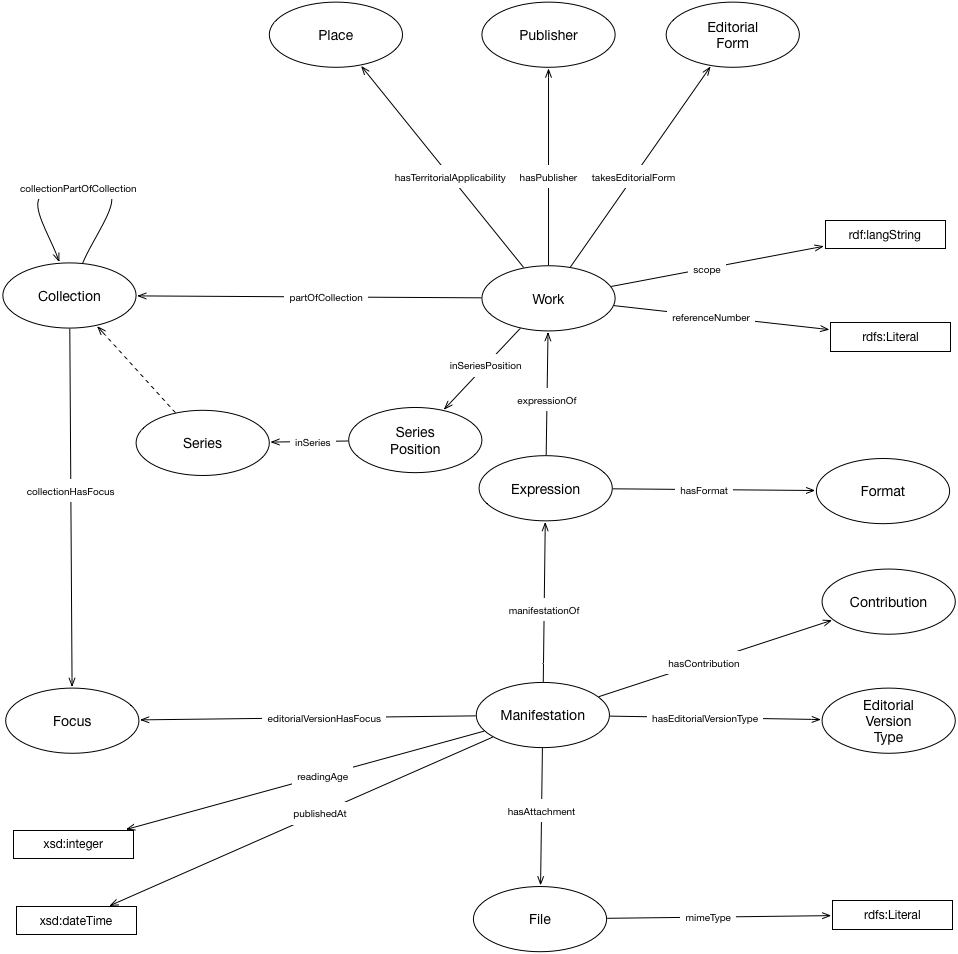 Place
Publisher
Editorial
Form
hasTerritorialApplicability
hasPublisher
takesEditorialForm
collectionPartOfCollection
rdf:langString
scope
Collection
partOfCollection
Work
referenceNumber
rdfs:Literal
inSeriesPosition
expressionOf
Series
inSeries
Series
Position
collectionHasFocus
Expression
hasFormat
Format
manifestationOf
Contribution
hasContribution
Focus
editorialVersionHasFocus
Manifestation
hasEditorialVersionType
Editorial
Version
Type
readingAge
publishedAt
hasAttachment
xsd:integer
xsd:dateTime
File
mimeType
rdfs:Literal